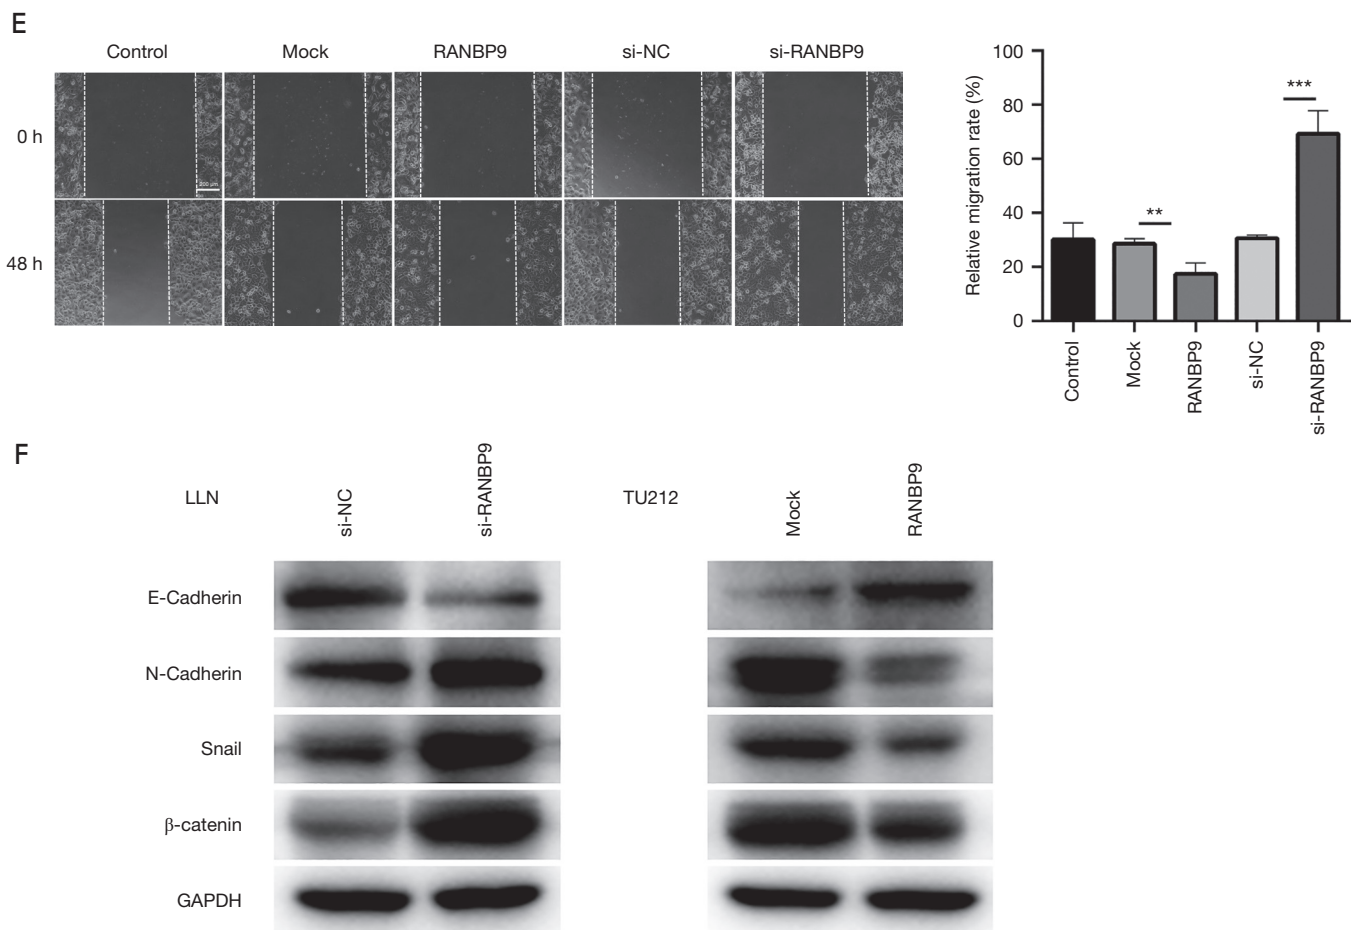 E
Control Mock RANBP9 si-NC si-RANBP9
0 h
200 μm
48 h
Relative migration rate (%)
100
80
60
40
20
0
***
**
Control
Mock
RANBP9
si-NC
si-RANBP9
F
LLN si-NC si-RANBP9 TU212 Mock RANBP9
E-Cadherin
N-Cadherin
Snail
β-catenin
GAPDH